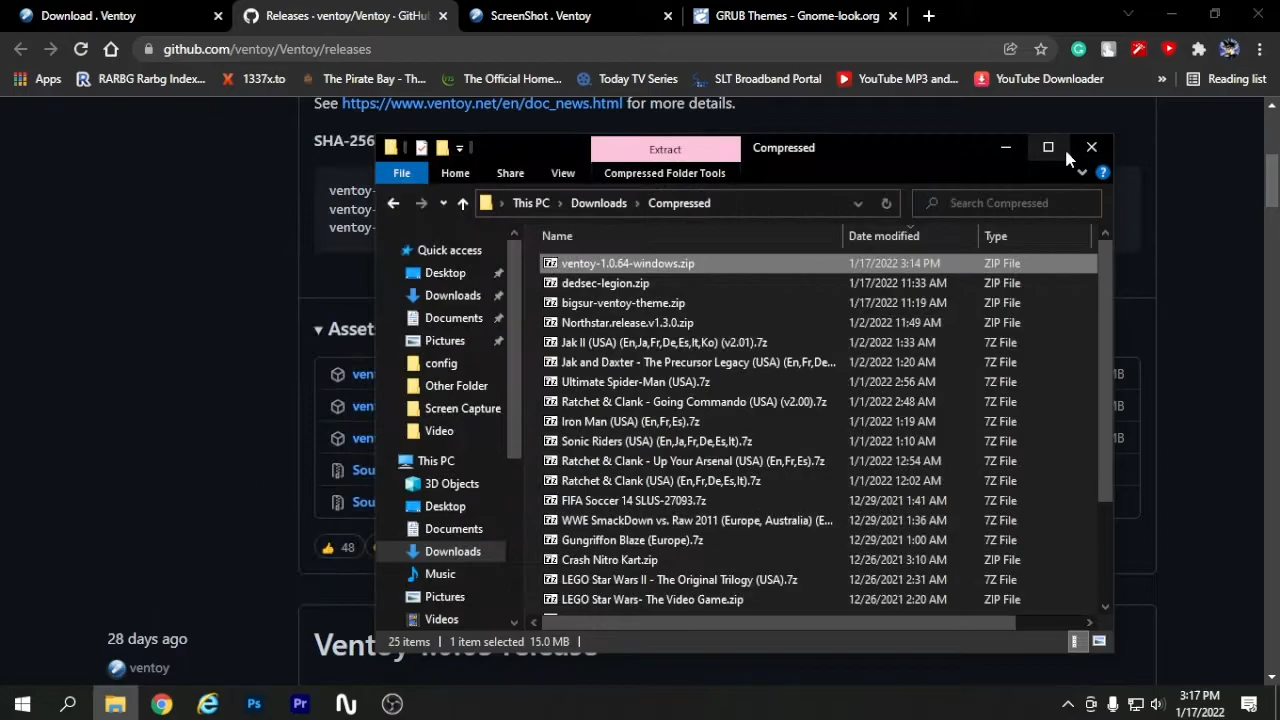 Download . Ventoy
Releases · ventoy/Ventoy · GitHub
ScreenShot . Ventoy
GRUB Themes - Gnome-look.org
github.com/ventoy/Ventoy/releases
Apps
RARBG Rarbg Index...
1337x.to
The Pirate Bay - Th...
The Official Home...
Today TV Series
SLT Broadband Portal
YouTube MP3 and...
YouTube Downloader
»
Reading list
See https://www.ventoy.net/en/doc_news.html for more details.
SHA-256
ventoy-
ventoy-
ventoy-
Extract
Compressed
File
Home
Share
View
Compressed Folder Tools
This PC
Downloads
Compressed
Search Compressed
Name
Date modified
Type
ventoy-1.0.64-windows.zip 1/17/2022 3:14 PM ZIP File
dedsec-legion.zip 1/17/2022 11:33 AM ZIP File
bigsur-ventoy-theme.zip 1/17/2022 11:19 AM ZIP File
Northstar.release.v1.3.0.zip 1/2/2022 11:49 AM ZIP File
Jak II (USA) (En,Ja,Fr,De,Es,It,Ko) (v2.01).7z 1/2/2022 1:33 AM 7Z File
Jak and Daxter - The Precursor Legacy (USA) (En,Fr,De... 1/2/2022 1:20 AM 7Z File
Ultimate Spider-Man (USA).7z 1/1/2022 2:56 AM 7Z File
Ratchet & Clank - Going Commando (USA) (v2.00).7z 1/1/2022 2:48 AM 7Z File
Iron Man (USA) (En,Fr,Es).7z 1/1/2022 1:19 AM 7Z File
Sonic Riders (USA) (En,Ja,Fr,De,Es,It).7z 1/1/2022 1:10 AM 7Z File
Ratchet & Clank - Up Your Arsenal (USA) (En,Fr,Es).7z 1/1/2022 12:54 AM 7Z File
Ratchet & Clank (USA) (En,Fr,De,Es,It).7z 1/1/2022 12:02 AM 7Z File
FIFA Soccer 14 SLUS-27093.7z 12/29/2021 1:41 AM 7Z File
WWE SmackDown vs. Raw 2011 (Europe, Australia) (E... 12/29/2021 1:36 AM 7Z File
Gungriffon Blaze (Europe).7z 12/29/2021 1:00 AM 7Z File
Crash Nitro Kart.zip 12/26/2021 3:10 AM ZIP File
LEGO Star Wars II - The Original Trilogy (USA).7z 12/26/2021 2:31 AM 7Z File
LEGO Star Wars- The Video Game.zip 12/26/2021 2:20 AM ZIP File
Quick access
Desktop
Downloads
Documents
Pictures
config
Other Folder
Screen Capture
Video
This PC
3D Objects
Desktop
Documents
Downloads
Music
Pictures
Videos
25 items
1 item selected 15.0 MB
Asset
ven
MB
ven
MB
ven
MB
Sou
Sou
48
28 days ago
ventoy
3:17 PM
1/17/2022